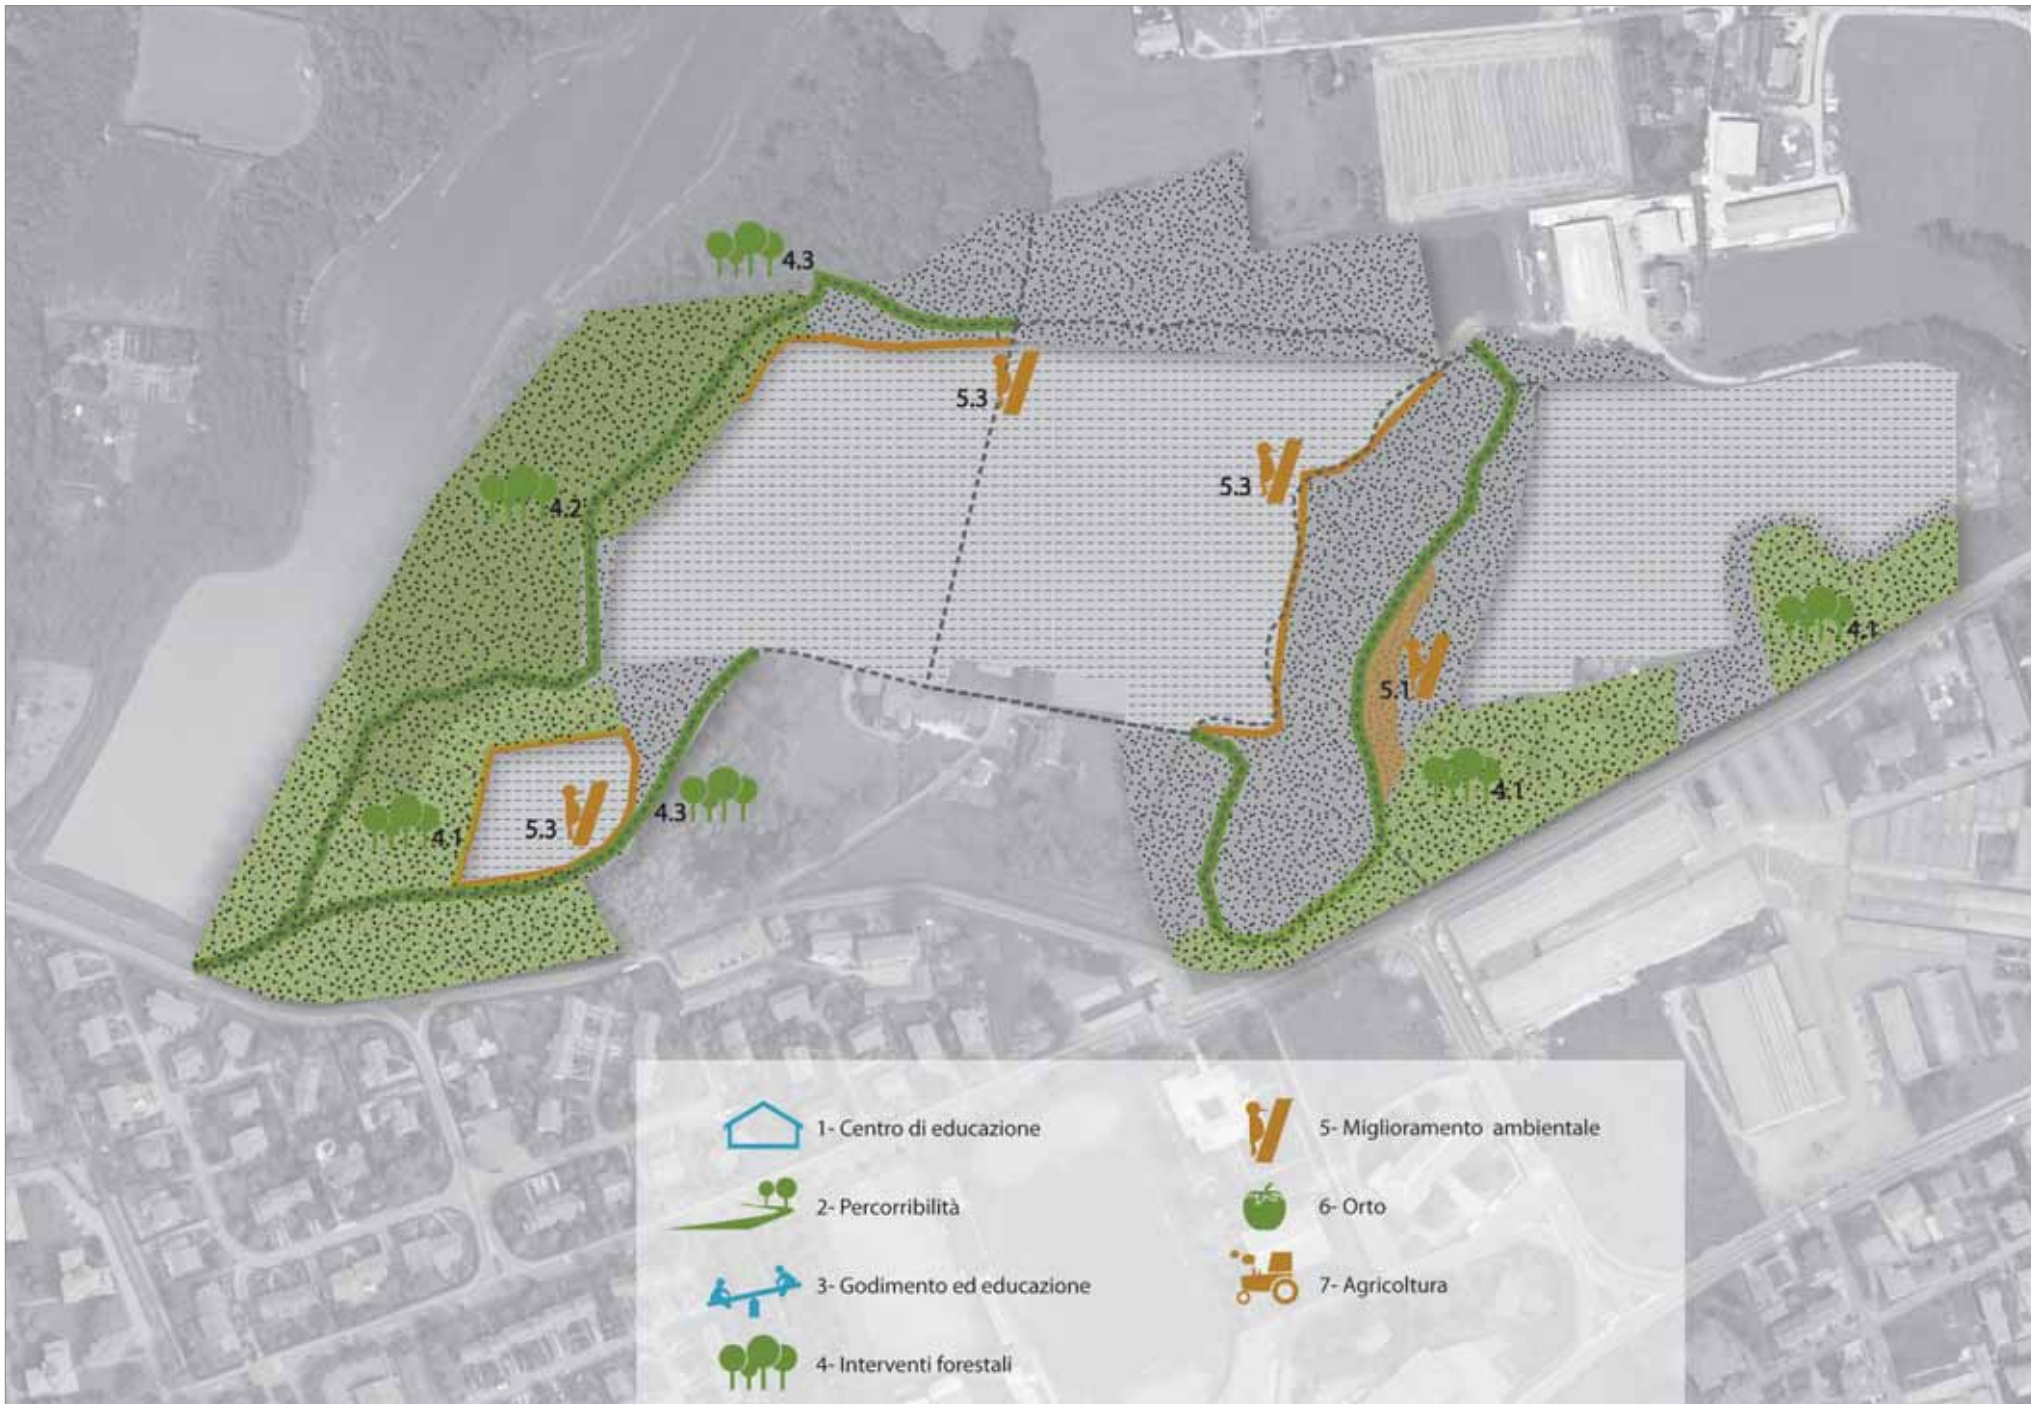 4.3
5.3
5.3
4.2
4.1
5.1
4.1
4.3
5.3
4.1
1- Centro di educazione
2- Percorribilità
3- Godimento ed educazione
4- Interventi forestali
5- Miglioramento ambientale
6- Orto
7- Agricoltura